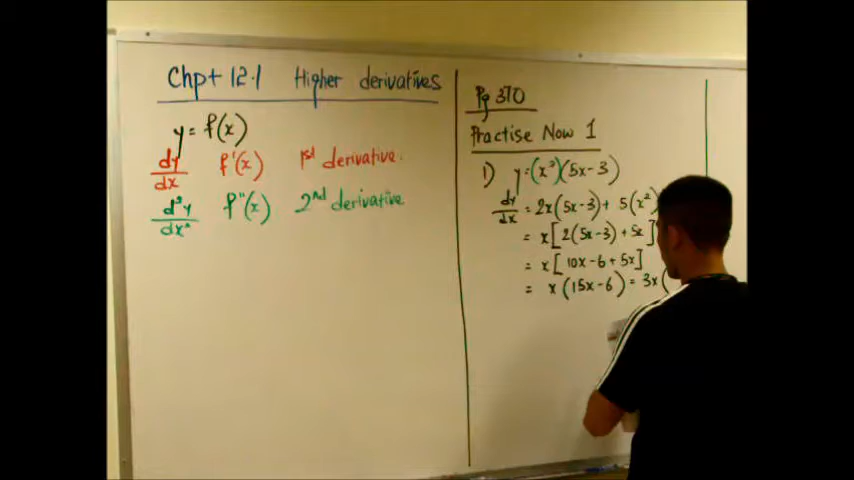 Chpt 12.1 Higher derivatives
y = f(x)
dy/dx f'(x) 1st derivative.
d²y/dx² f"(x) 2nd derivative.
Pg 370
Practise Now 1
1) y = (x²)(5x-3)
dy/dx = 2x(5x-3) + 5(x²
= x[2(5x-3) + 5x]
= x[10x-6+5x]
= x(15x-6) = 3x(